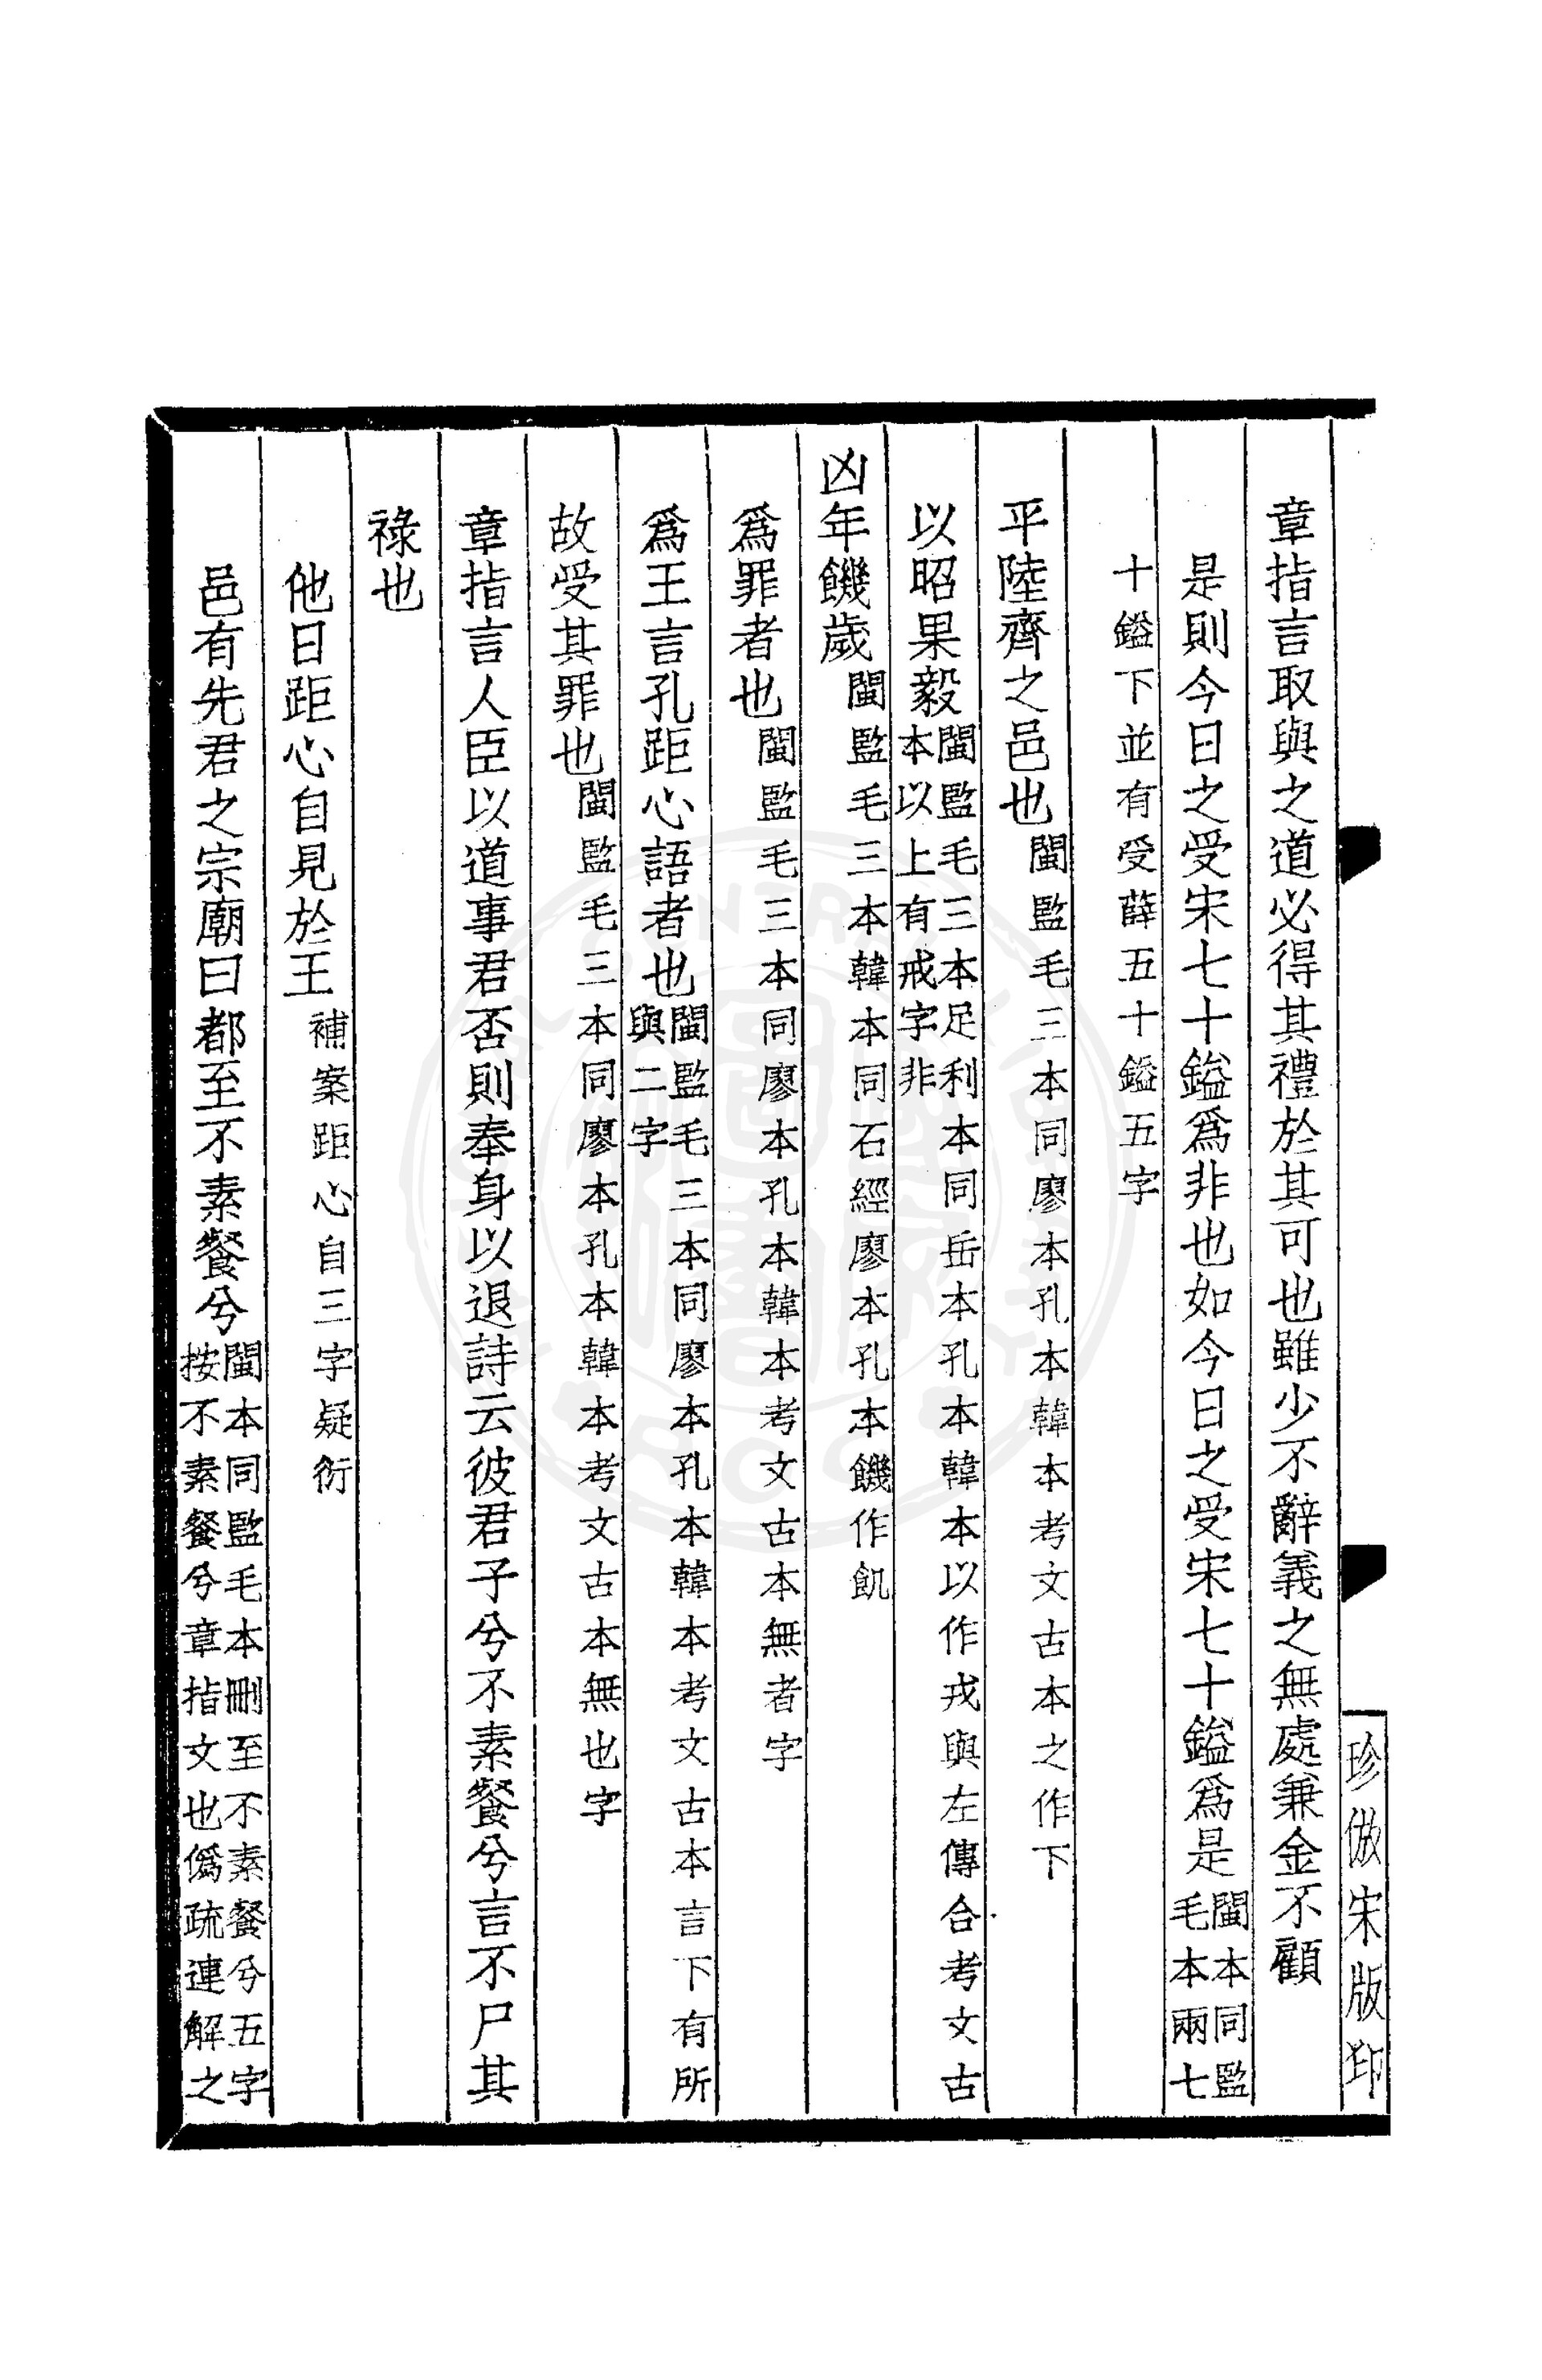 章指言取與之道必得其禮於其可也雖少不辭義之無處兼金不顧
是則今日之受宋七十鎰爲非也如今日之受宋七十鎰爲是閩本同監毛本兩七
十鎰下並有受薛五十鎰五字
平陸齊之邑也閩監毛三本同廖本孔本韓本考文古本之作下
以昭果毅閩監毛三本足利本同岳本孔本韓本以作戎與左傳合考文古本以上有戒字非
凶年饑歲閩監毛三本韓本同石經廖本孔本饑作飢
爲罪者也閩監毛三本同廖本孔本韓本考文古本無者字
爲王言孔距心語者也閩監毛三本同廖本孔本韓本考文古本言下有所與二字
故受其罪也閩監毛三本同廖本孔本韓本考文古本無也字
章指言人臣以道事君否則奉身以退詩云彼君子兮不素餐兮言不尸其
祿也
他日距心自見於王補案距心自三字疑衍
邑有先君之宗廟曰都至不素餐兮閩本同監毛本刪至不素餐兮五字按不素餐兮章指文也僞疏連解之
珍倣宋版印